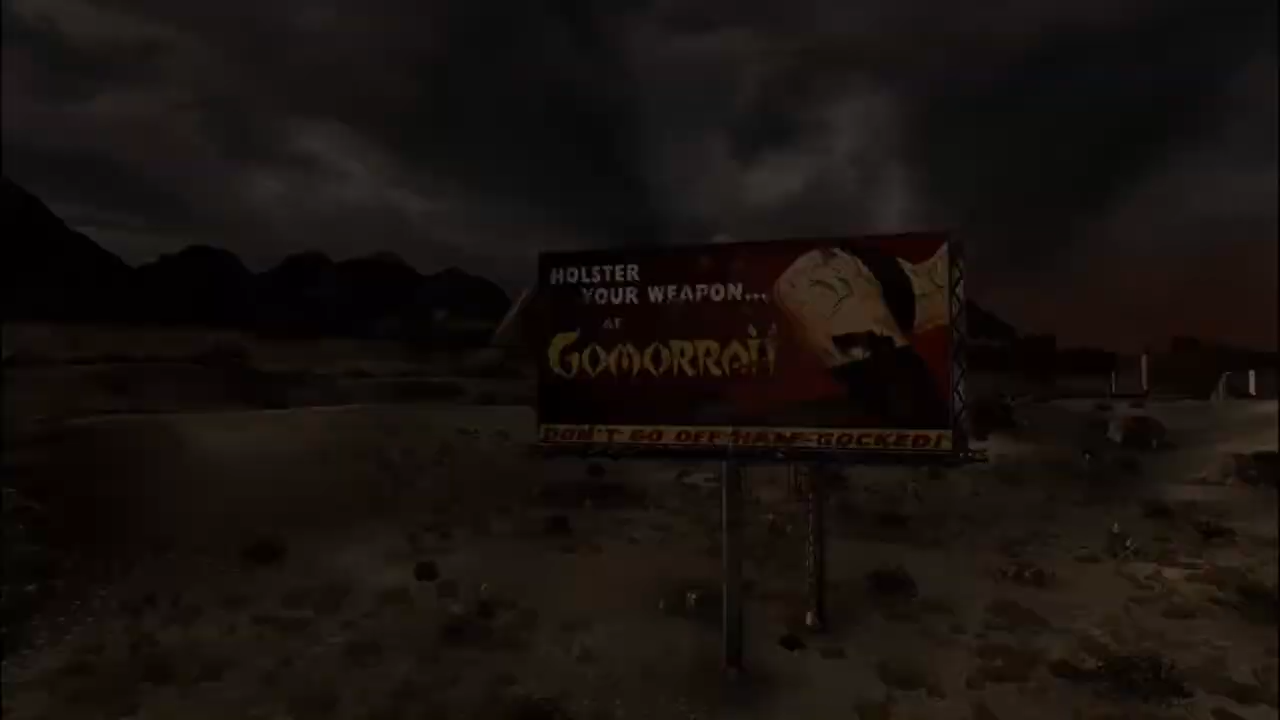 HOLSTER
YOUR WEAPON...
AT
GOMORRAH
DON'T GO OFF HALF-COCKED!